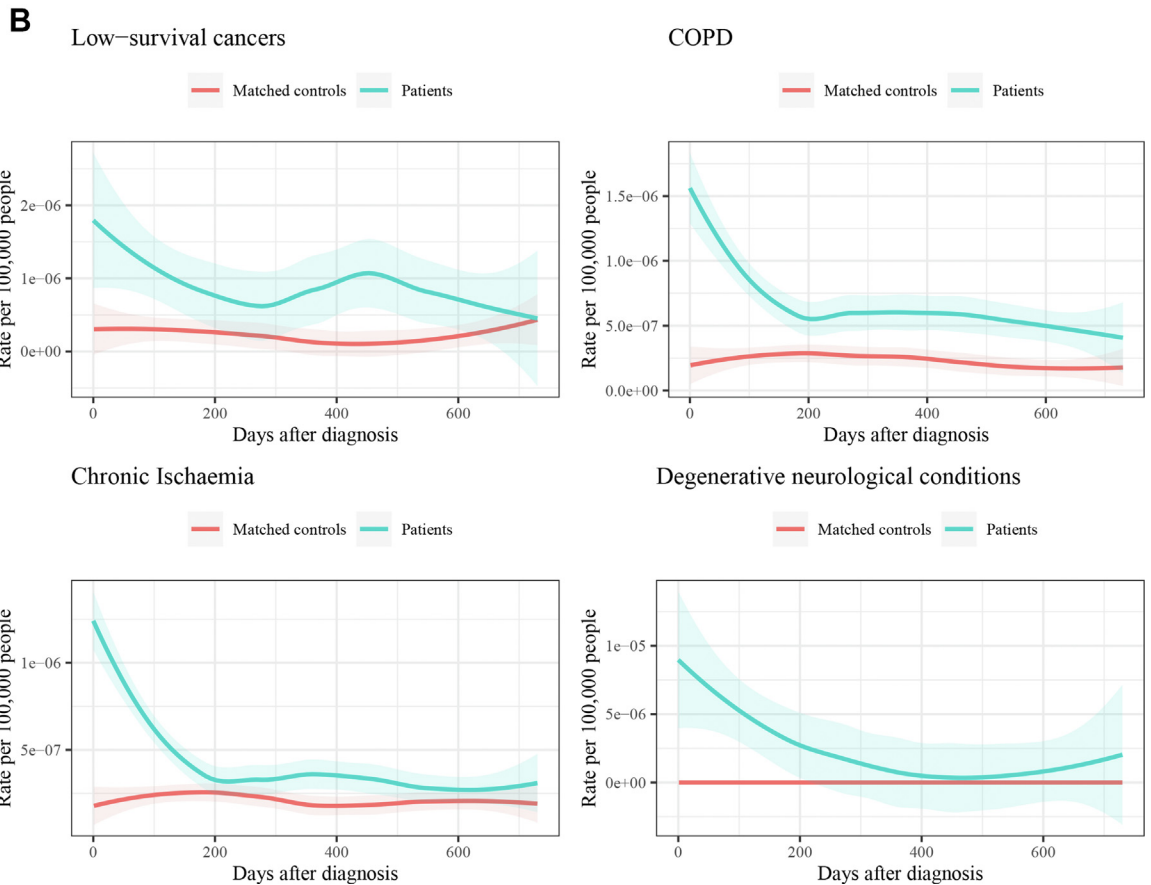 B
Low−survival cancers
Matched controls Patients
Rate per 100,000 people
2e−06
1e−06
0e+00
0 200 400 600
Days after diagnosis
COPD
Matched controls Patients
Rate per 100,000 people
1.5e−06
1.0e−06
5.0e−07
0.0e+00
0 200 400 600
Days after diagnosis
Chronic Ischaemia
Matched controls Patients
Rate per 100,000 people
1e−06
5e−07
0 200 400 600
Days after diagnosis
Degenerative neurological conditions
Matched controls Patients
Rate per 100,000 people
1e−05
5e−06
0e+00
0 200 400 600
Days after diagnosis